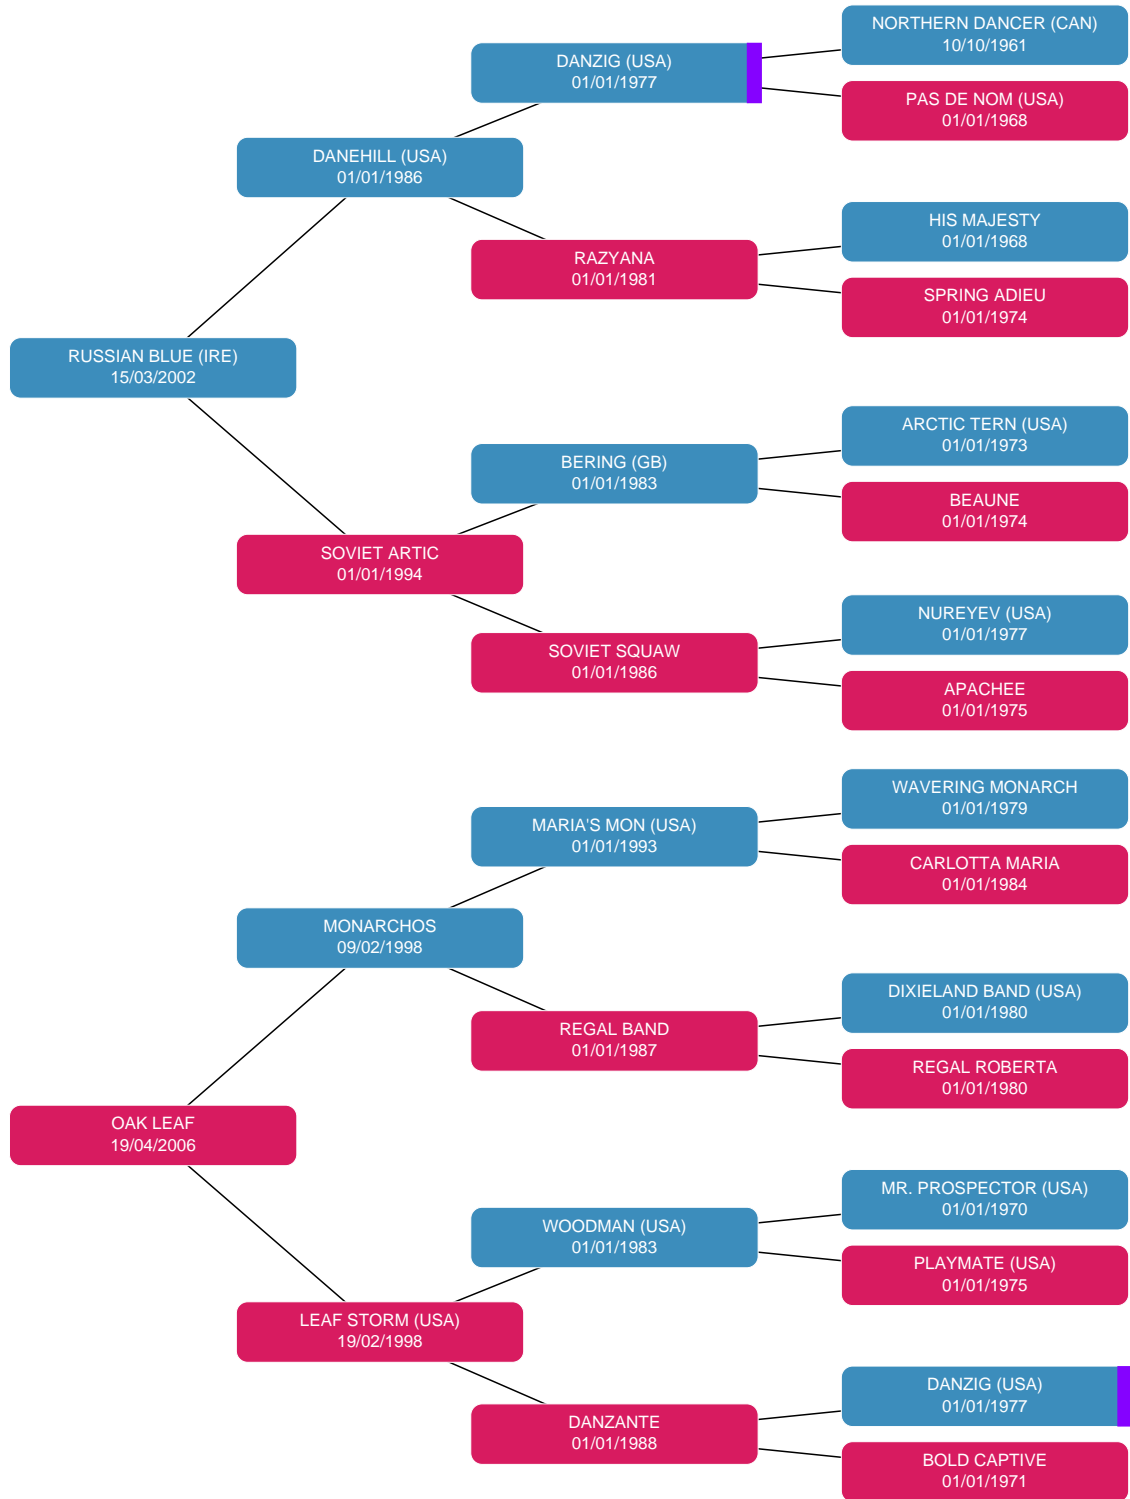 NORTHERN DANCER (CAN)
10/10/1961
DANZIG (USA)
01/01/1977
PAS DE NOM (USA)
01/01/1968
DANEHILL (USA)
01/01/1986
HIS MAJESTY
01/01/1968
RAZYANA
01/01/1981
SPRING ADIEU
01/01/1974
RUSSIAN BLUE (IRE)
15/03/2002
ARCTIC TERN (USA)
01/01/1973
BERING (GB)
01/01/1983
BEAUNE
01/01/1974
SOVIET ARTIC
01/01/1994
NUREYEV (USA)
01/01/1977
SOVIET SQUAW
01/01/1986
APACHEE
01/01/1975
WAVERING MONARCH
01/01/1979
MARIA'S MON (USA)
01/01/1993
CARLOTTA MARIA
01/01/1984
MONARCHOS
09/02/1998
DIXIELAND BAND (USA)
01/01/1980
REGAL BAND
01/01/1987
REGAL ROBERTA
01/01/1980
OAK LEAF
19/04/2006
MR. PROSPECTOR (USA)
01/01/1970
WOODMAN (USA)
01/01/1983
PLAYMATE (USA)
01/01/1975
LEAF STORM (USA)
19/02/1998
DANZIG (USA)
01/01/1977
DANZANTE
01/01/1988
BOLD CAPTIVE
01/01/1971